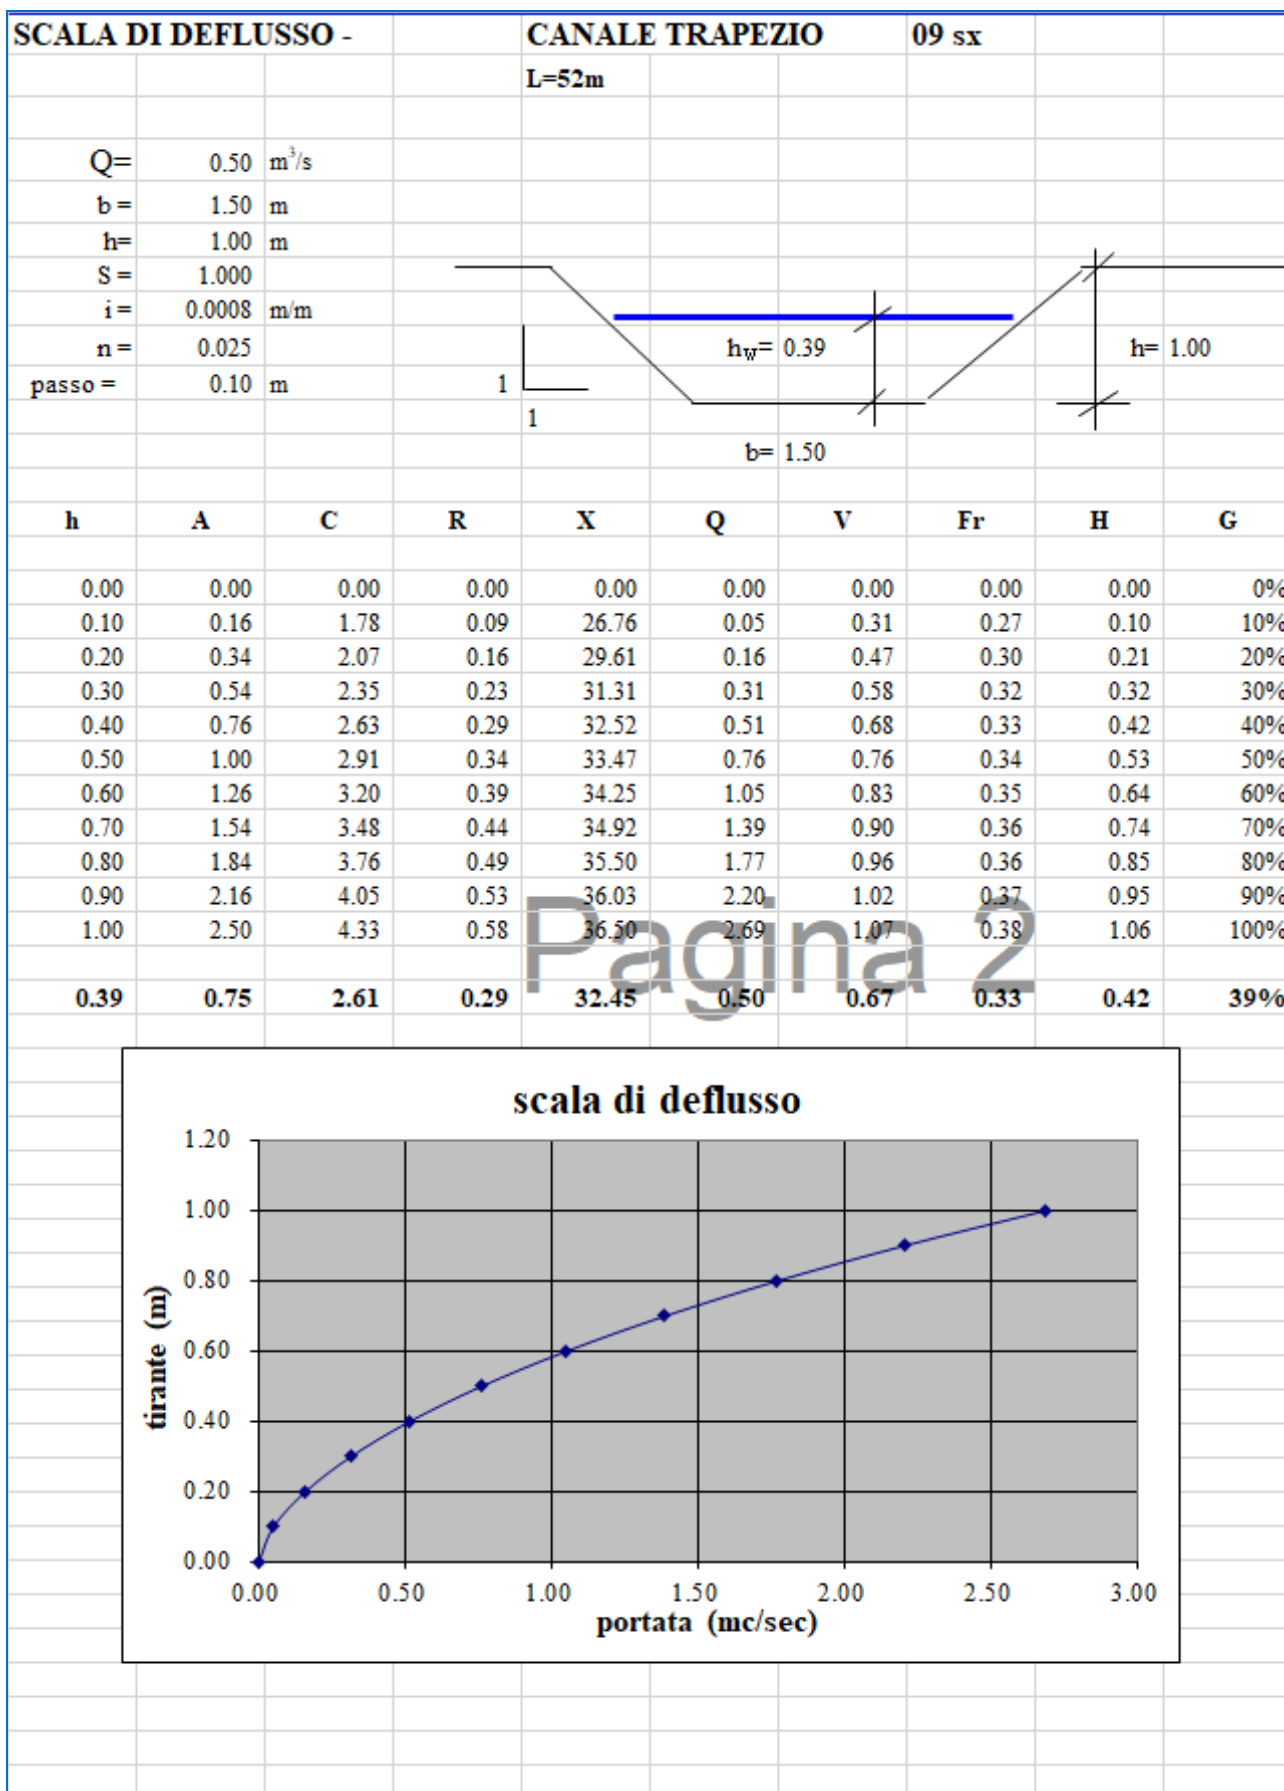 SCALA DI DEFLUSSO - CANALE TRAPEZIO 09 sx
L=52m
Q= 0.50 m³/s
b = 1.50 m
h= 1.00 m
S = 1.000
i = 0.0008 m/m
n = 0.025
passo = 0.10 m
hw= 0.39
h= 1.00
1
1
b= 1.50
h A C R X Q V Fr H G
0.00 0.00 0.00 0.00 0.00 0.00 0.00 0.00 0.00 0%
0.10 0.16 1.78 0.09 26.76 0.05 0.31 0.27 0.10 10%
0.20 0.34 2.07 0.16 29.61 0.16 0.47 0.30 0.21 20%
0.30 0.54 2.35 0.23 31.31 0.31 0.58 0.32 0.32 30%
0.40 0.76 2.63 0.29 32.52 0.51 0.68 0.33 0.42 40%
0.50 1.00 2.91 0.34 33.47 0.76 0.76 0.34 0.53 50%
0.60 1.26 3.20 0.39 34.25 1.05 0.83 0.35 0.64 60%
0.70 1.54 3.48 0.44 34.92 1.39 0.90 0.36 0.74 70%
0.80 1.84 3.76 0.49 35.50 1.77 0.96 0.36 0.85 80%
0.90 2.16 4.05 0.53 36.03 2.20 1.02 0.37 0.95 90%
1.00 2.50 4.33 0.58 36.50 2.69 1.07 0.38 1.06 100%
Pagina 2
0.39 0.75 2.61 0.29 32.45 0.50 0.67 0.33 0.42 39%
scala di deflusso
1.20
1.00
0.80
0.60
0.40
0.20
0.00
tirante (m)
0.00 0.50 1.00 1.50 2.00 2.50 3.00
portata (mc/sec)